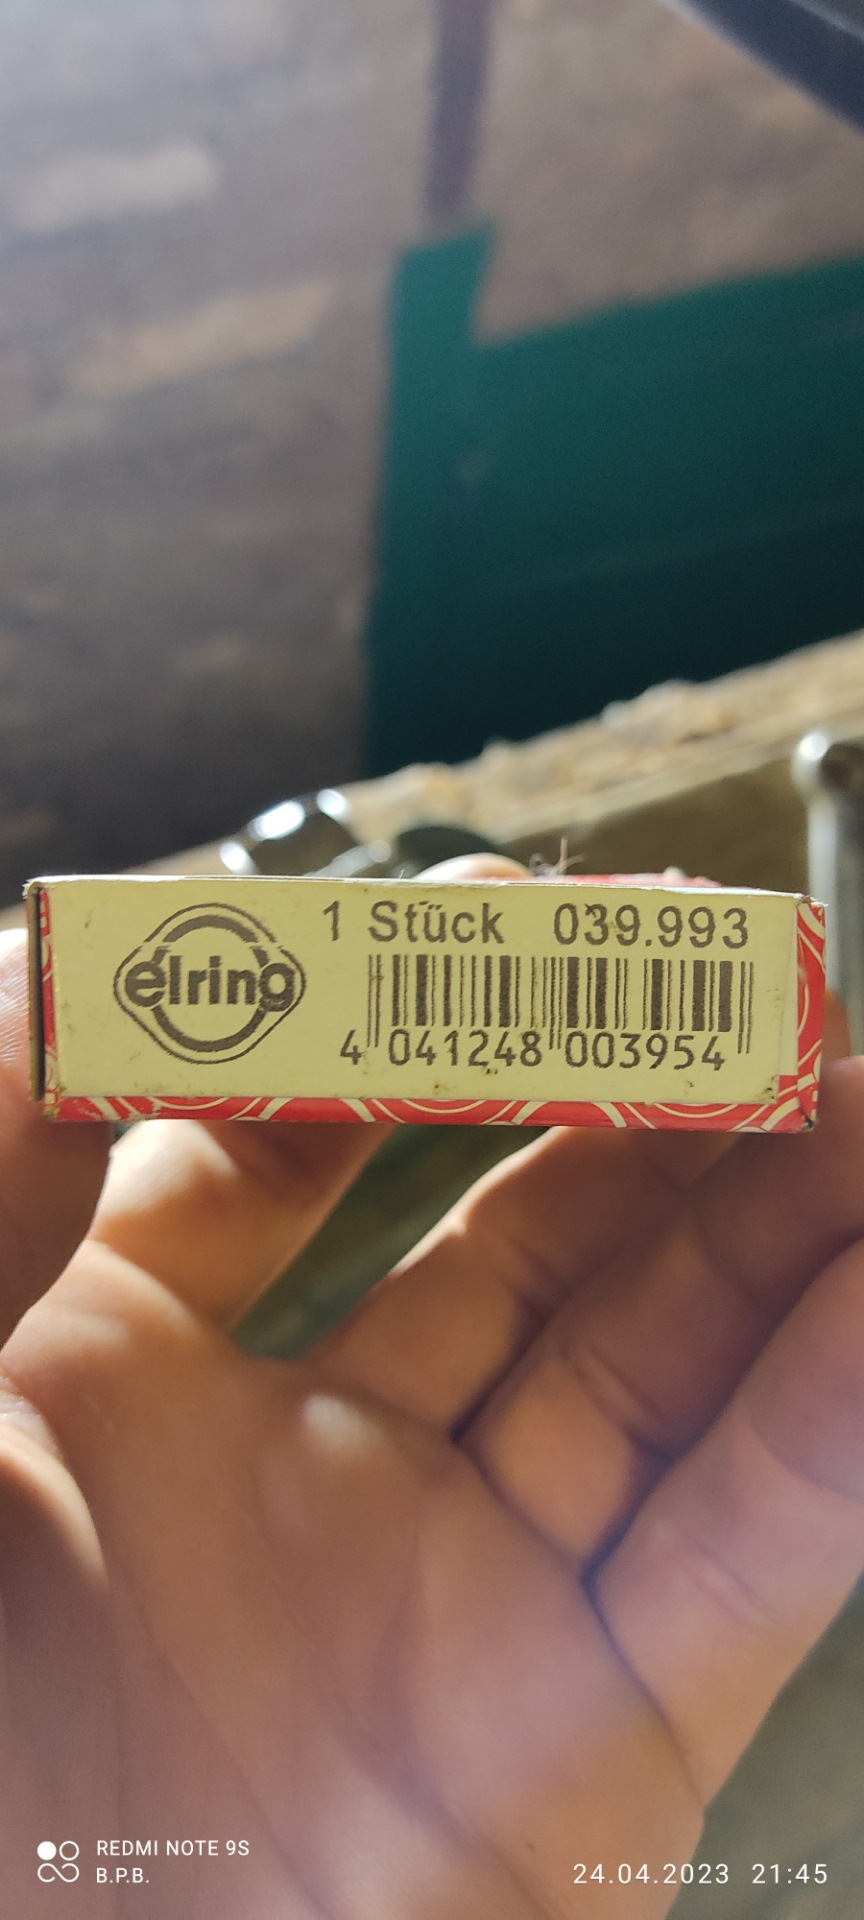 elring
1 Stück 039.993
4 041248 003954
REDMI NOTE 9S
B.P.B.
24.04.2023 21:45